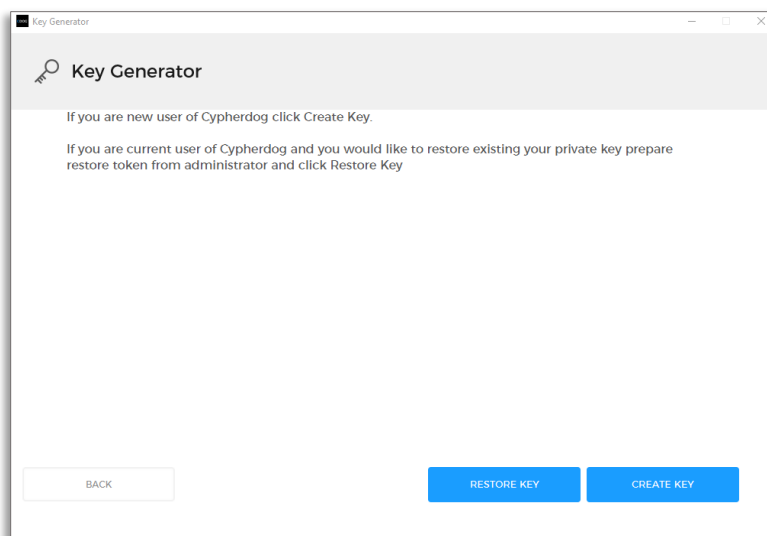 Key Generator
Key Generator
If you are new user of Cypherdog click Create Key.
If you are current user of Cypherdog and you would like to restore existing your private key prepare
restore token from administrator and click Restore Key
BACK
RESTORE KEY
CREATE KEY